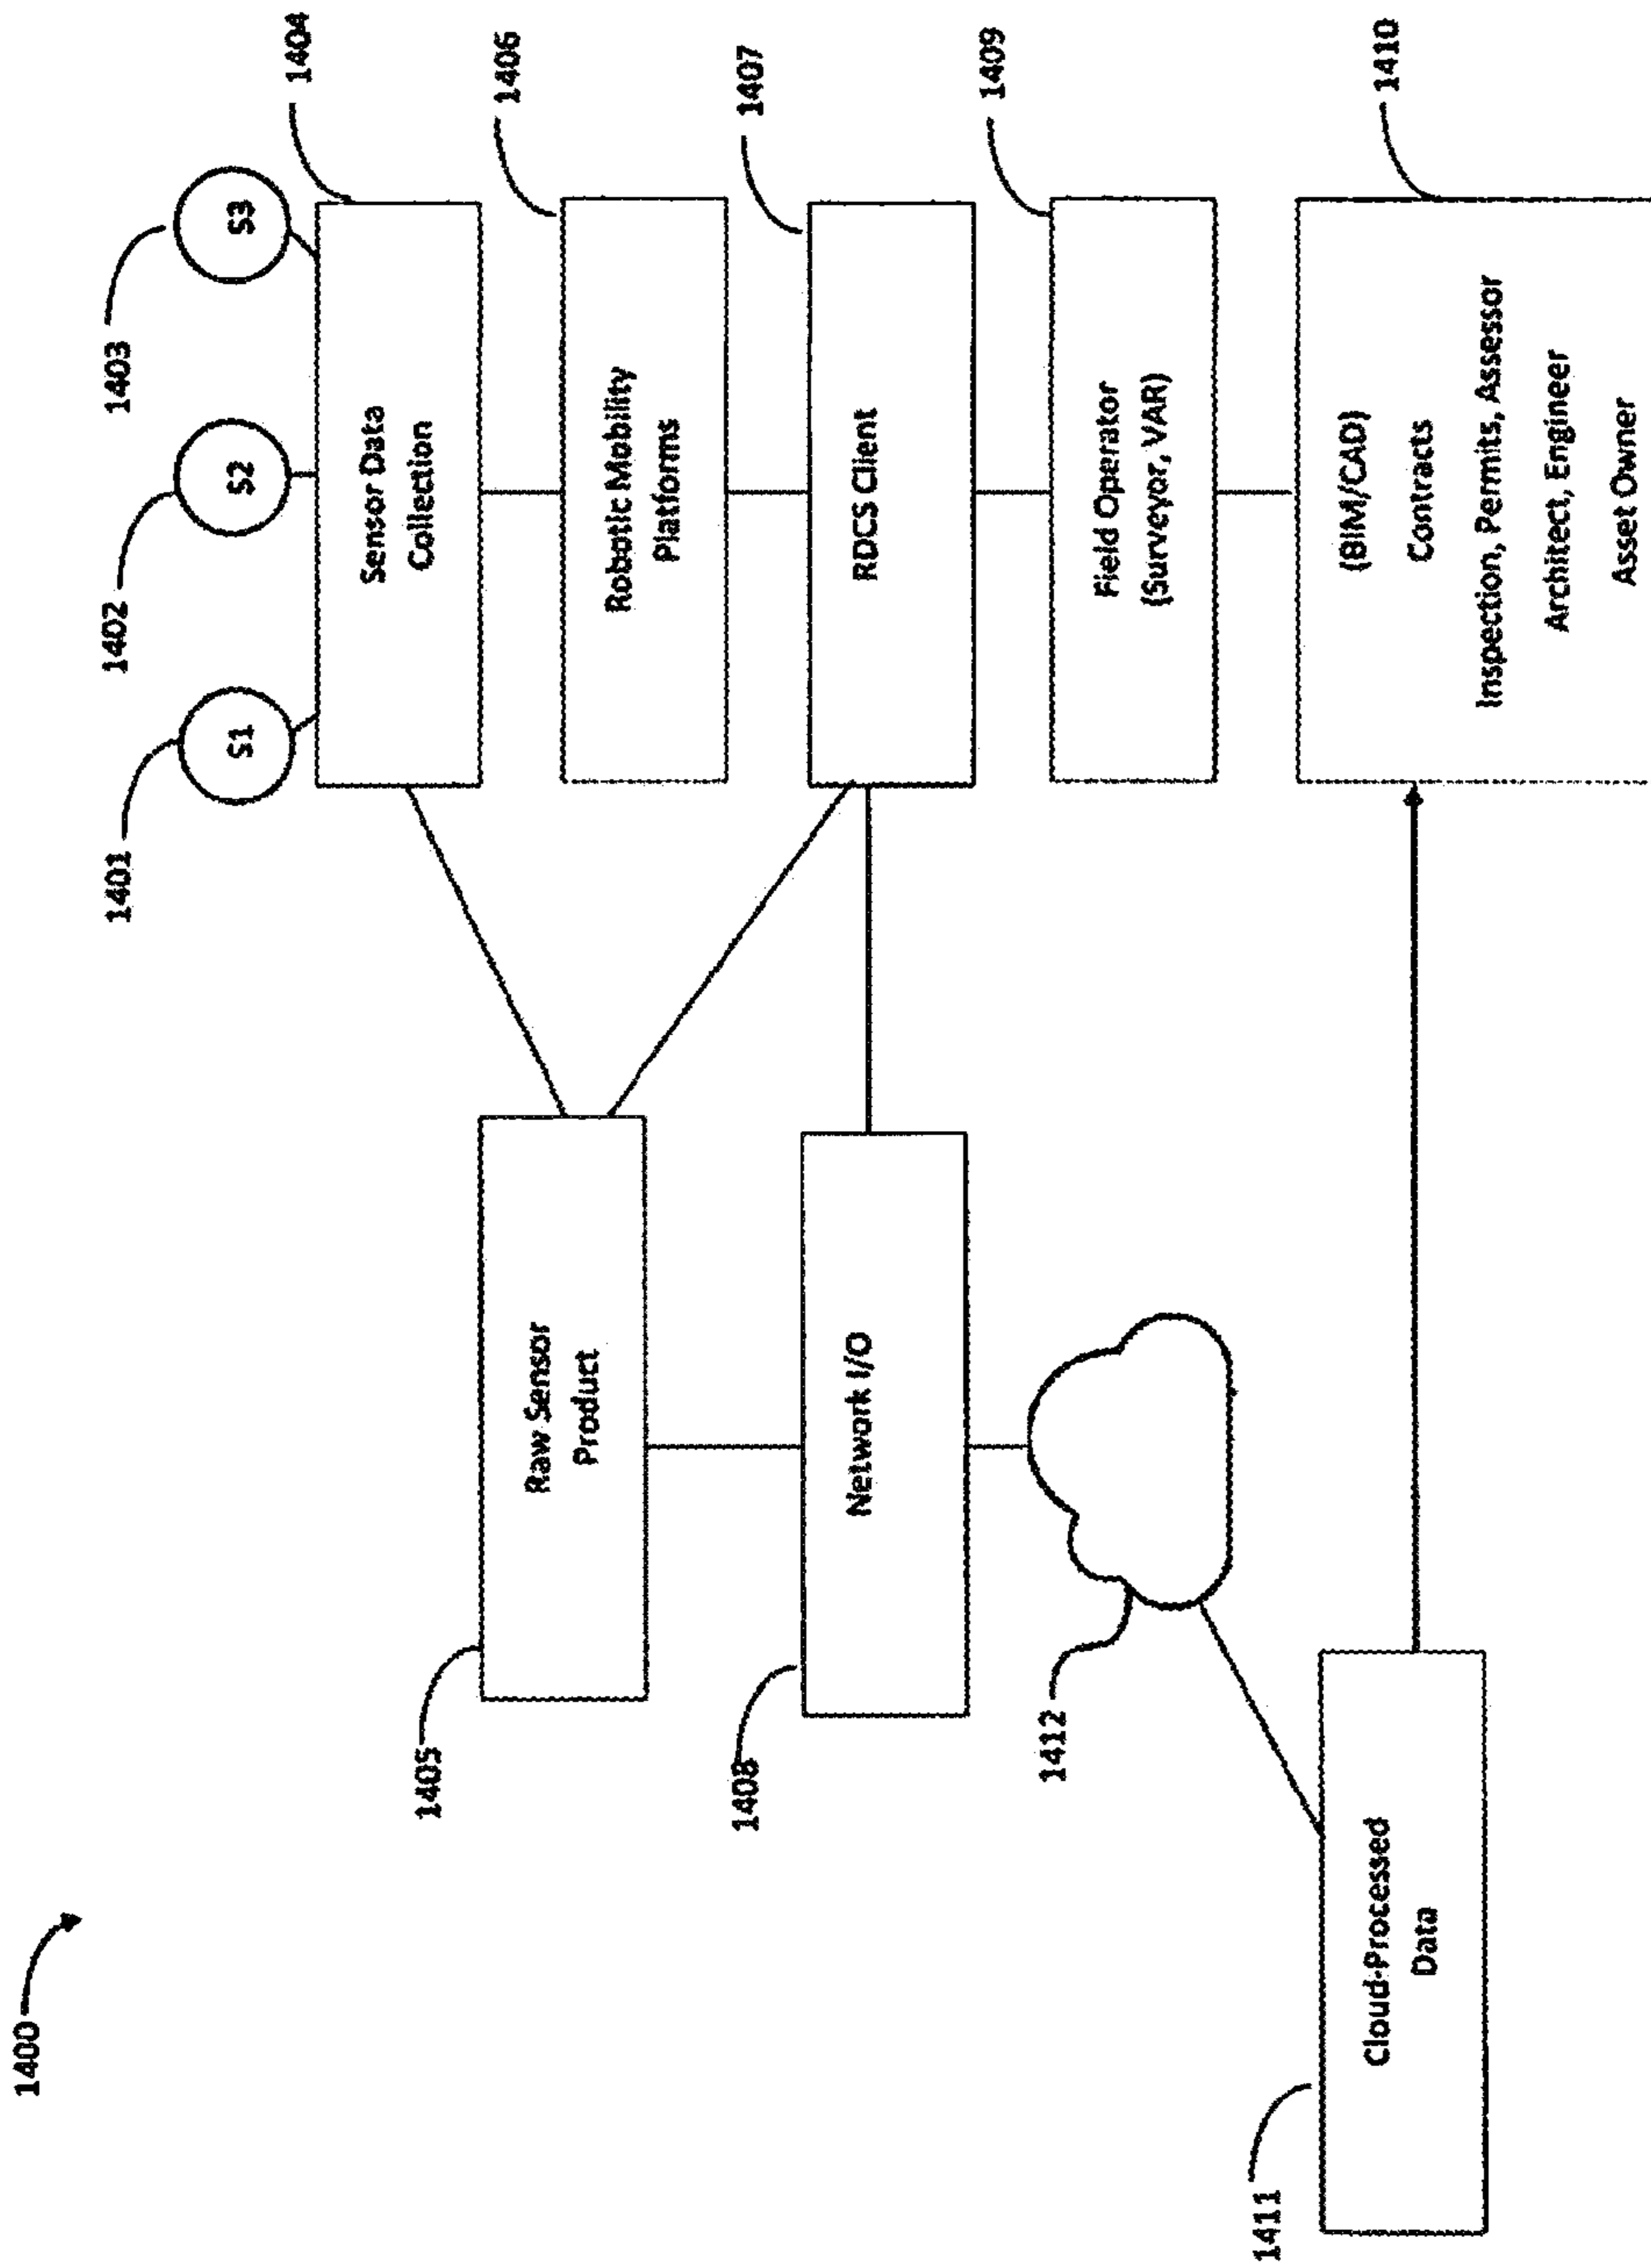 1400
1401
1402
1403
S1
S2
S3
1404
Sensor Data
Collection
1405
Raw Sensor
Product
1406
Robotic Mobility
Platforms
1407
RDCS Client
1408
Network I/O
1409
Field Operator
(Surveyor, VAR)
1412
1411
Cloud-Processed
Data
1410
(BIM/CAD)
Contracts
Inspection, Permits, Assessor
Architect, Engineer
Asset Owner